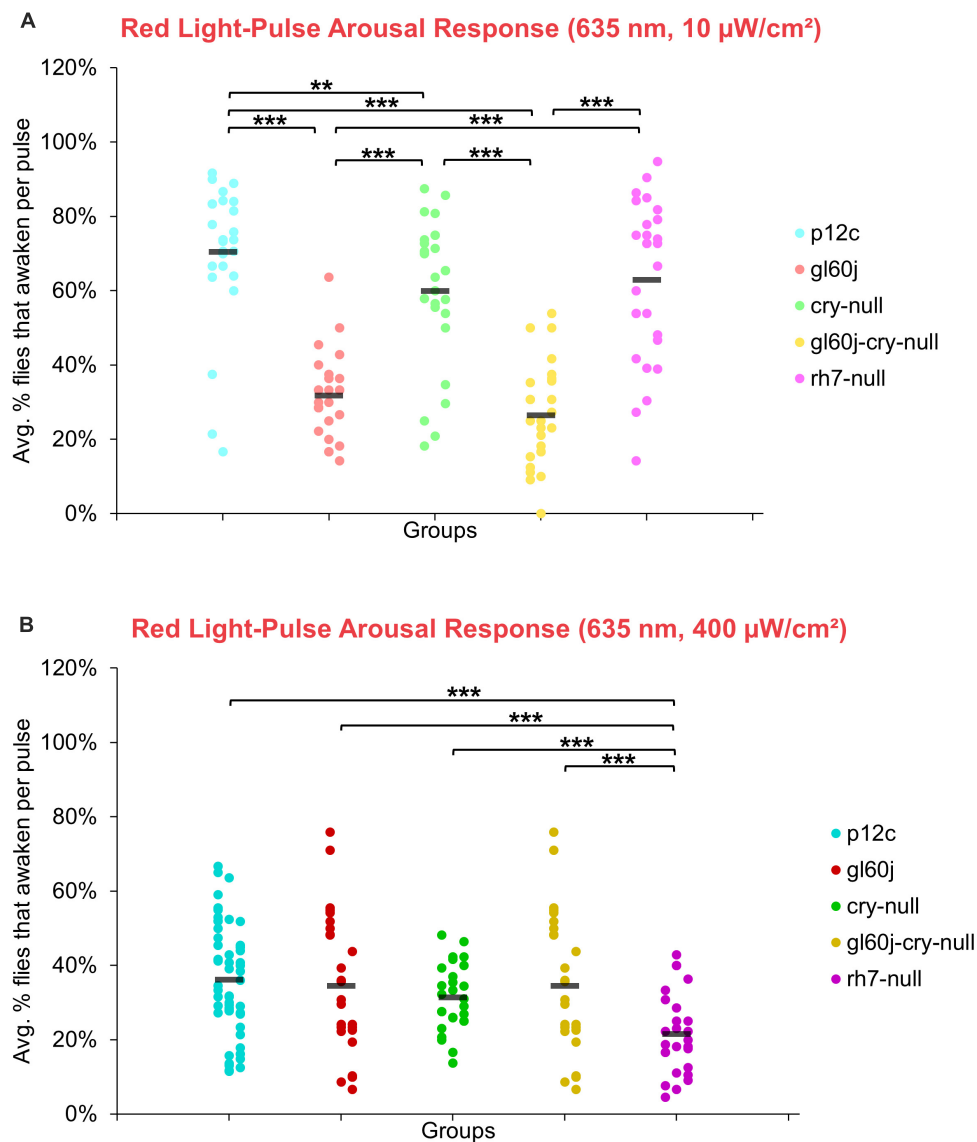 A
Red Light-Pulse Arousal Response (635 nm, 10 µW/cm²)
Avg. % flies that awaken per pulse
120%
100%
80%
60%
40%
20%
0%
**
***
***
***
***
***
***
Groups
p12c
gl60j
cry-null
gl60j-cry-null
rh7-null
B
Red Light-Pulse Arousal Response (635 nm, 400 µW/cm²)
Avg. % flies that awaken per pulse
120%
100%
80%
60%
40%
20%
0%
***
***
***
***
Groups
p12c
gl60j
cry-null
gl60j-cry-null
rh7-null